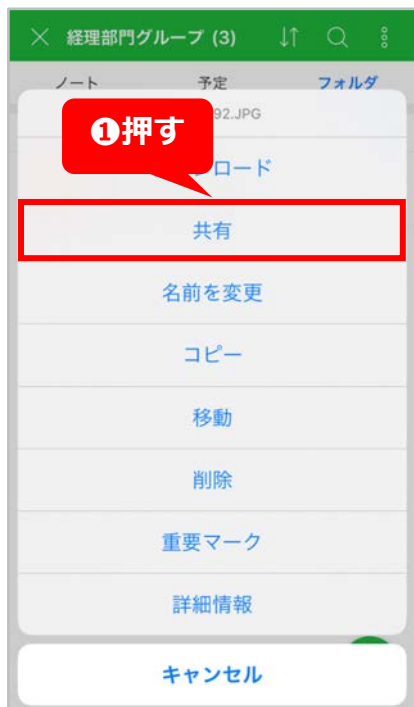 経理部門グループ (3)
ノート 予定 フォルダ
92.JPG
❶押す
ロード
共有
名前を変更
コピー
移動
削除
重要マーク
詳細情報
キャンセル